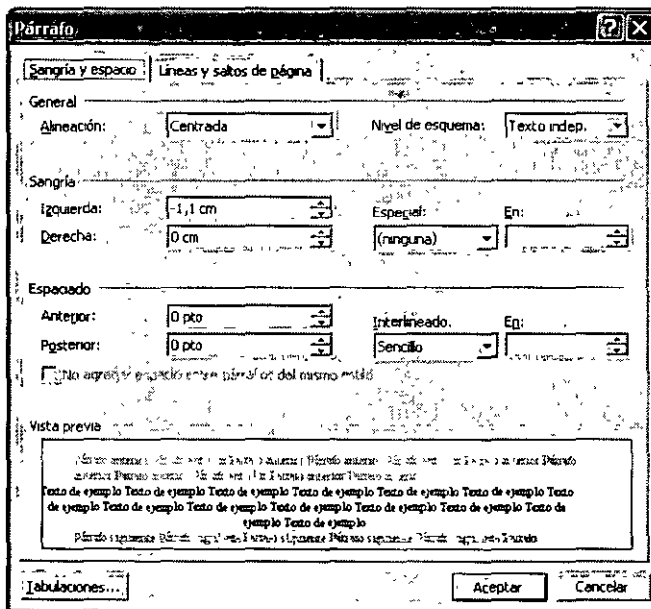 Párrafo
Sangría y espacio Líneas y saltos de página
General
Alineación: Centrada Nivel de esquema: Texto indep.
Sangría
Izquierda: -1,1 cm Especial: En:
Derecha: 0 cm (ninguna)
Espaciado
Anterior: 0 pto Interlineado. En:
Posterior: 0 pto Sencillo
No agregar espacio entre párrafos del mismo estilo
Vista previa
Texto de ejemplo Texto de ejemplo Texto de ejemplo Texto de ejemplo Texto de ejemplo Texto de ejemplo Texto
de ejemplo Texto de ejemplo Texto de ejemplo Texto de ejemplo Texto de ejemplo Texto de ejemplo Texto de
ejemplo Texto de ejemplo
Tabulaciones... Aceptar Cancelar